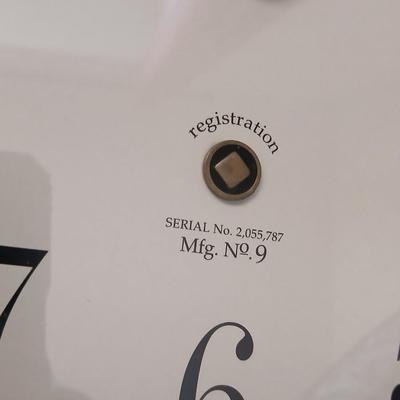 registration
SERIAL No. 2,055,787
Mfg. Nº. 9
7
6